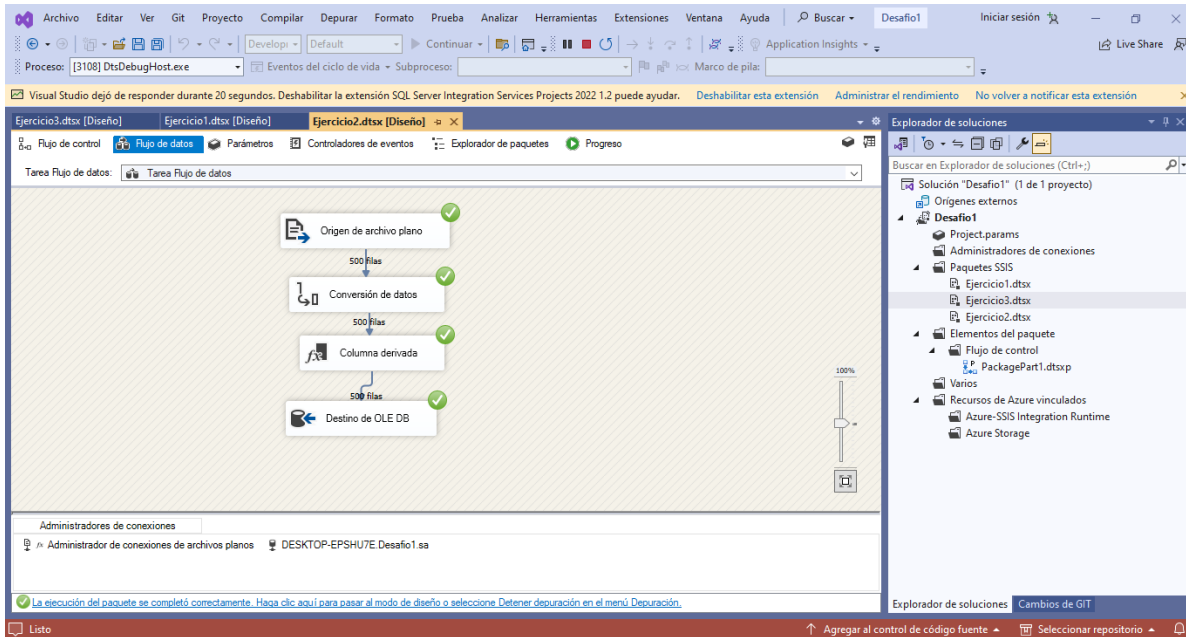 Archivo Editar Ver Git Proyecto Compilar Depurar Formato Prueba Analizar Herramientas Extensiones Ventana Ayuda Buscar Desafio1 Iniciar sesión
Develop Default Continuar Application Insights Live Share
Proceso: [3108] DtsDebugHost.exe Eventos del ciclo de vida Subproceso: Marco de pila:
Visual Studio dejó de responder durante 20 segundos. Deshabilitar la extensión SQL Server Integration Services Projects 2022 1.2 puede ayudar. Deshabilitar esta extensión Administrar el rendimiento No volver a notificar esta extensión
Ejercicio3.dtsx [Diseño] Ejercicio1.dtsx [Diseño] Ejercicio2.dtsx [Diseño]
Flujo de control Flujo de datos Parámetros Controladores de eventos Explorador de paquetes Progreso
Tarea Flujo de datos: Tarea Flujo de datos
Origen de archivo plano
500 filas
Conversión de datos
500 filas
Columna derivada
500 filas
Destino de OLE DB
100%
Administradores de conexiones
Administrador de conexiones de archivos planos DESKTOP-EPSHU7E.Desafio1.sa
La ejecución del paquete se completó correctamente. Haga clic aquí para pasar al modo de diseño o seleccione Detener depuración en el menú Depuración.
Explorador de soluciones
Buscar en Explorador de soluciones (Ctrl+;)
Solución "Desafio1" (1 de 1 proyecto)
Orígenes externos
Desafio1
Project.params
Administradores de conexiones
Paquetes SSIS
Ejercicio1.dtsx
Ejercicio3.dtsx
Ejercicio2.dtsx
Elementos del paquete
Flujo de control
PackagePart1.dtsxp
Varios
Recursos de Azure vinculados
Azure-SSIS Integration Runtime
Azure Storage
Explorador de soluciones Cambios de GIT
Listo Agregar al control de código fuente Seleccionar repositorio